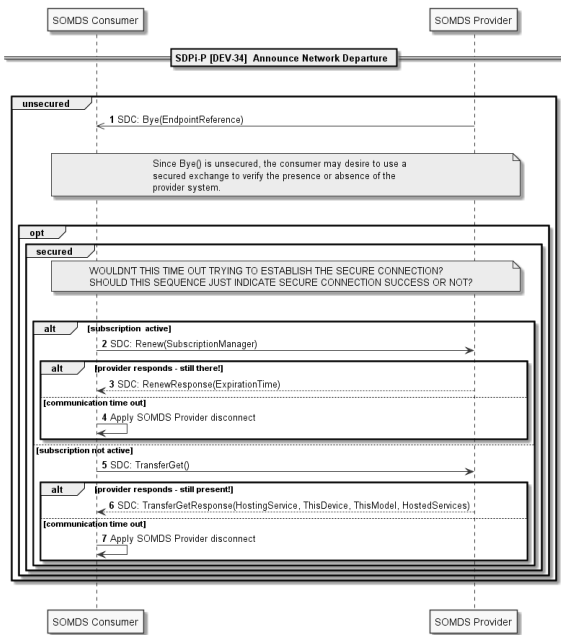 SOMDS Consumer
SOMDS Provider
SDPi-P [DEV-34] Announce Network Departure
unsecured
1 SDC: Bye(EndpointReference)
Since Bye() is unsecured, the consumer may desire to use a
secured exchange to verify the presence or absence of the
provider system.
opt
secured
WOULDN'T THIS TIME OUT TRYING TO ESTABLISH THE SECURE CONNECTION?
SHOULD THIS SEQUENCE JUST INDICATE SECURE CONNECTION SUCCESS OR NOT?
alt [subscription active]
2 SDC: Renew(SubscriptionManager)
alt [provider responds - still there!]
3 SDC: RenewResponse(ExpirationTime)
[communication time out]
4 Apply SOMDS Provider disconnect
[subscription not active]
5 SDC: TransferGet()
alt [provider responds - still present!]
6 SDC: TransferGetResponse(HostingService, ThisDevice, ThisModel, HostedServices)
[communication time out]
7 Apply SOMDS Provider disconnect
SOMDS Consumer
SOMDS Provider